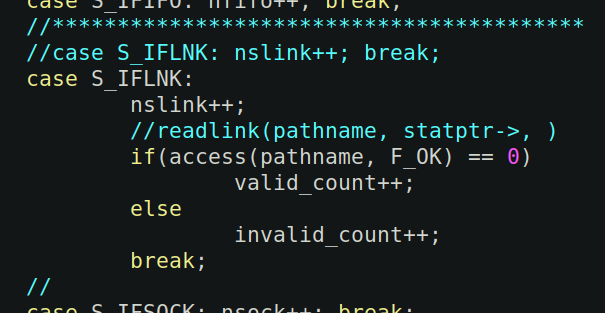 case S_IFIFO: nfifo++; break;
//*****************************************
//case S_IFLNK: nslink++; break;
case S_IFLNK:
nslink++;
//readlink(pathname, statptr->, )
if(access(pathname, F_OK) == 0)
valid_count++;
else
invalid_count++;
break;
//
case S_IFSOCK: nsock++; break;